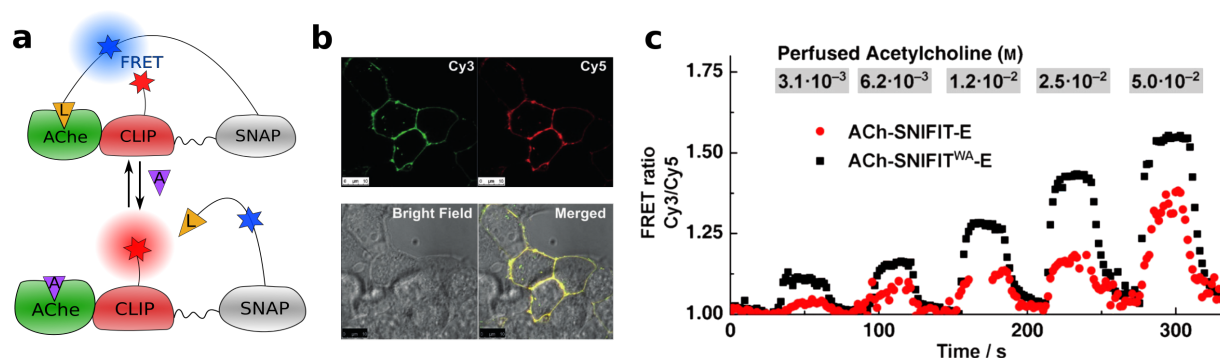 a
FRET
L
AChe
CLIP
SNAP
A
L
A
AChe
CLIP
SNAP
b
Cy3
Cy5
Bright Field
Merged
c
Perfused Acetylcholine (M)
3.1·10⁻³ 6.2·10⁻³ 1.2·10⁻² 2.5·10⁻² 5.0·10⁻²
ACh-SNIFIT-E
ACh-SNIFITᵂᴬ-E
FRET ratio
Cy3/Cy5
1.75
1.50
1.25
1.00
0 100 200 300
Time / s